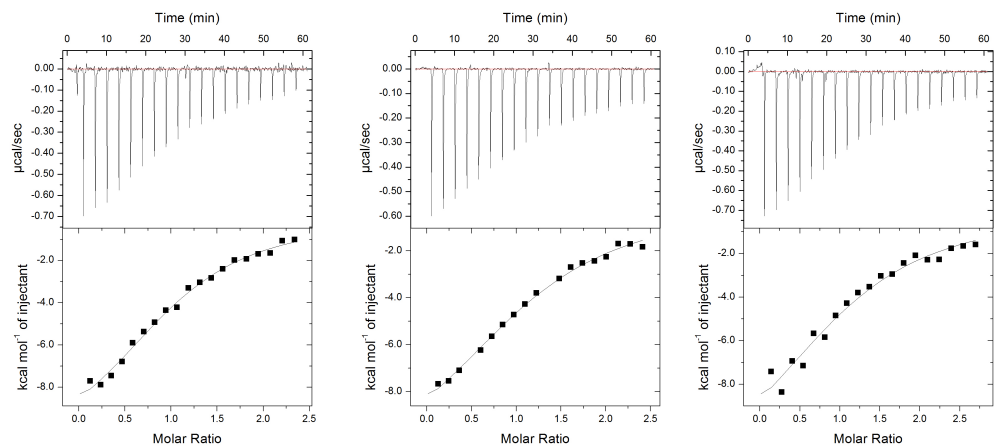 Time (min) Time (min) Time (min)
0 10 20 30 40 50 60 0 10 20 30 40 50 60 0 10 20 30 40 50 60
0.00 -0.10 -0.20 -0.30 -0.40 -0.50 -0.60 -0.70
µcal/sec
0.00 -0.10 -0.20 -0.30 -0.40 -0.50 -0.60
µcal/sec
0.10 0.00 -0.10 -0.20 -0.30 -0.40 -0.50 -0.60 -0.70
µcal/sec
-2.0 -4.0 -6.0 -8.0
kcal mol⁻¹ of injectant
-2.0 -4.0 -6.0 -8.0
kcal mol⁻¹ of injectant
-2.0 -4.0 -6.0 -8.0
kcal mol⁻¹ of injectant
0.0 0.5 1.0 1.5 2.0 2.5 0.0 0.5 1.0 1.5 2.0 2.5 0.0 0.5 1.0 1.5 2.0 2.5
Molar Ratio Molar Ratio Molar Ratio